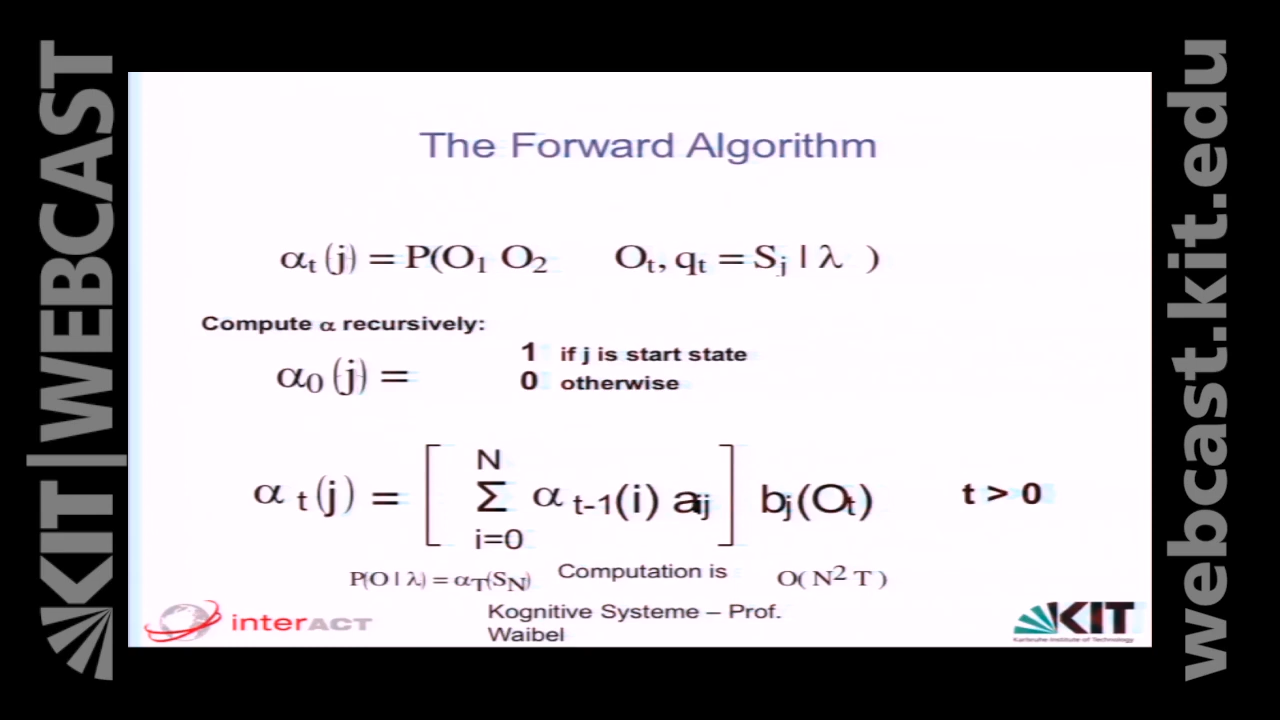 KIT|WEBCAST
The Forward Algorithm
αt(j) = P(O1 O2 Ot, qt = Sj | λ )
Compute α recursively:
α0(j) = 1 if j is start state
0 otherwise
αt(j) = [ N Σ i=0 αt-1(i) aij ] bj(Ot) t > 0
P(O | λ) = αT(SN) Computation is O( N² T )
interACT
Kognitive Systeme – Prof.
Waibel
KIT
Karlsruhe Institute of Technology
webcast.kit.edu